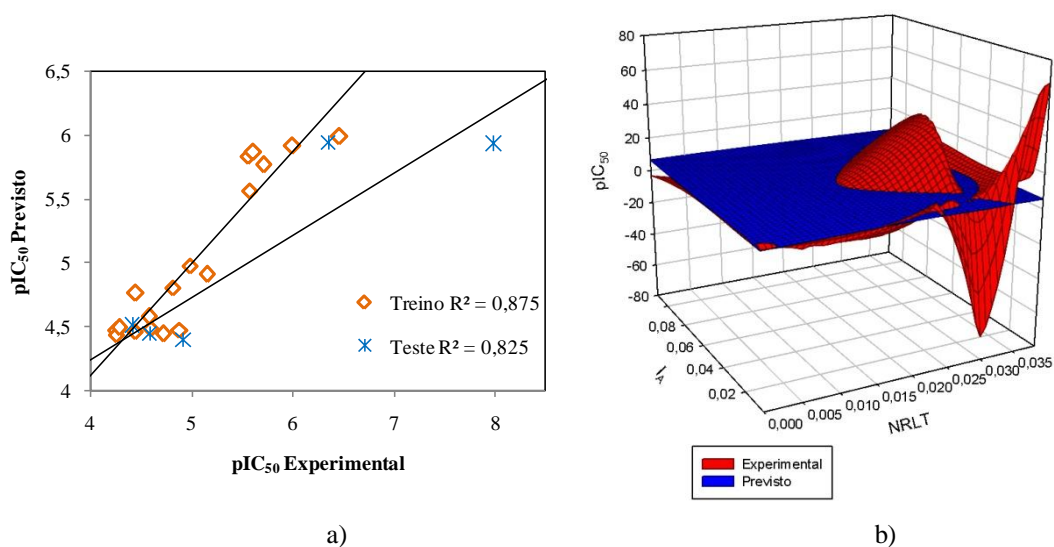 6,5
6
5,5
5
4,5
4
4
5
6
7
8
pIC₅₀ Previsto
pIC₅₀ Experimental
Treino R² = 0,875
Teste R² = 0,825
a)
80
60
40
20
0
-20
-40
-60
-80
pIC₅₀
0,08
0,06
0,04
0,02
I_A
0,000
0,005
0,010
0,015
0,020
0,025
0,030
0,035
NRLT
Experimental
Previsto
b)